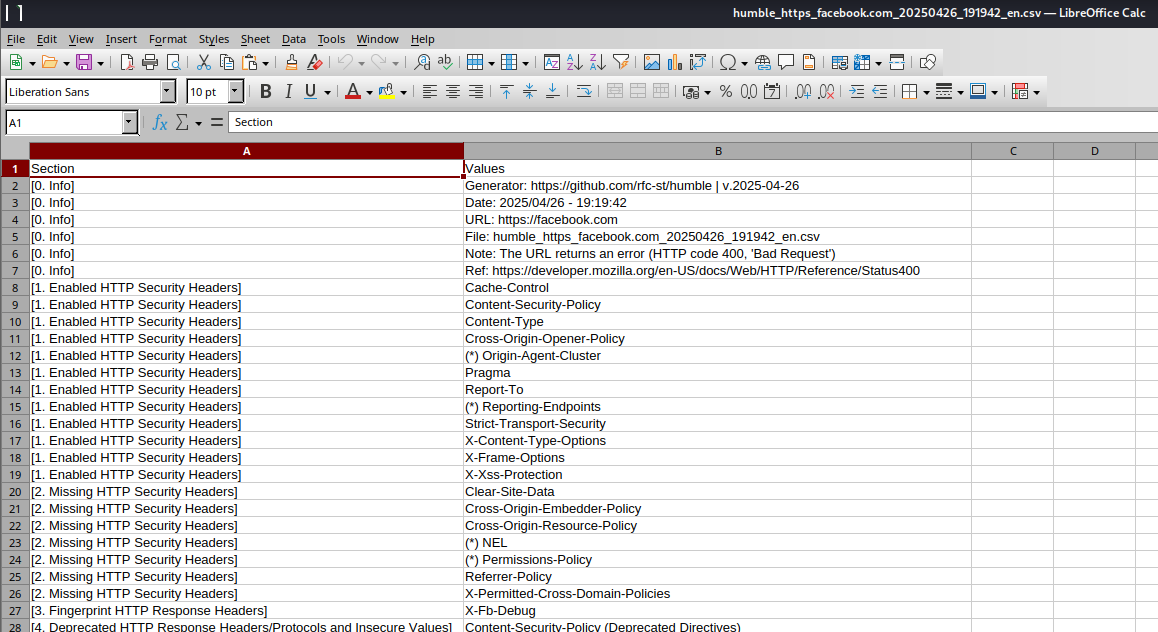 humble_https_facebook.com_20250426_191942_en.csv — LibreOffice Calc
File Edit View Insert Format Styles Sheet Data Tools Window Help
Liberation Sans 10 pt
A1 Section
A B C D
1 Section Values
2 [0. Info] Generator: https://github.com/rfc-st/humble | v.2025-04-26
3 [0. Info] Date: 2025/04/26 - 19:19:42
4 [0. Info] URL: https://facebook.com
5 [0. Info] File: humble_https_facebook.com_20250426_191942_en.csv
6 [0. Info] Note: The URL returns an error (HTTP code 400, 'Bad Request')
7 [0. Info] Ref: https://developer.mozilla.org/en-US/docs/Web/HTTP/Reference/Status400
8 [1. Enabled HTTP Security Headers] Cache-Control
9 [1. Enabled HTTP Security Headers] Content-Security-Policy
10 [1. Enabled HTTP Security Headers] Content-Type
11 [1. Enabled HTTP Security Headers] Cross-Origin-Opener-Policy
12 [1. Enabled HTTP Security Headers] (*) Origin-Agent-Cluster
13 [1. Enabled HTTP Security Headers] Pragma
14 [1. Enabled HTTP Security Headers] Report-To
15 [1. Enabled HTTP Security Headers] (*) Reporting-Endpoints
16 [1. Enabled HTTP Security Headers] Strict-Transport-Security
17 [1. Enabled HTTP Security Headers] X-Content-Type-Options
18 [1. Enabled HTTP Security Headers] X-Frame-Options
19 [1. Enabled HTTP Security Headers] X-Xss-Protection
20 [2. Missing HTTP Security Headers] Clear-Site-Data
21 [2. Missing HTTP Security Headers] Cross-Origin-Embedder-Policy
22 [2. Missing HTTP Security Headers] Cross-Origin-Resource-Policy
23 [2. Missing HTTP Security Headers] (*) NEL
24 [2. Missing HTTP Security Headers] (*) Permissions-Policy
25 [2. Missing HTTP Security Headers] Referrer-Policy
26 [2. Missing HTTP Security Headers] X-Permitted-Cross-Domain-Policies
27 [3. Fingerprint HTTP Response Headers] X-Fb-Debug
28 [4. Deprecated HTTP Response Headers/Protocols and Insecure Values] Content-Security-Policy (Deprecated Directives)